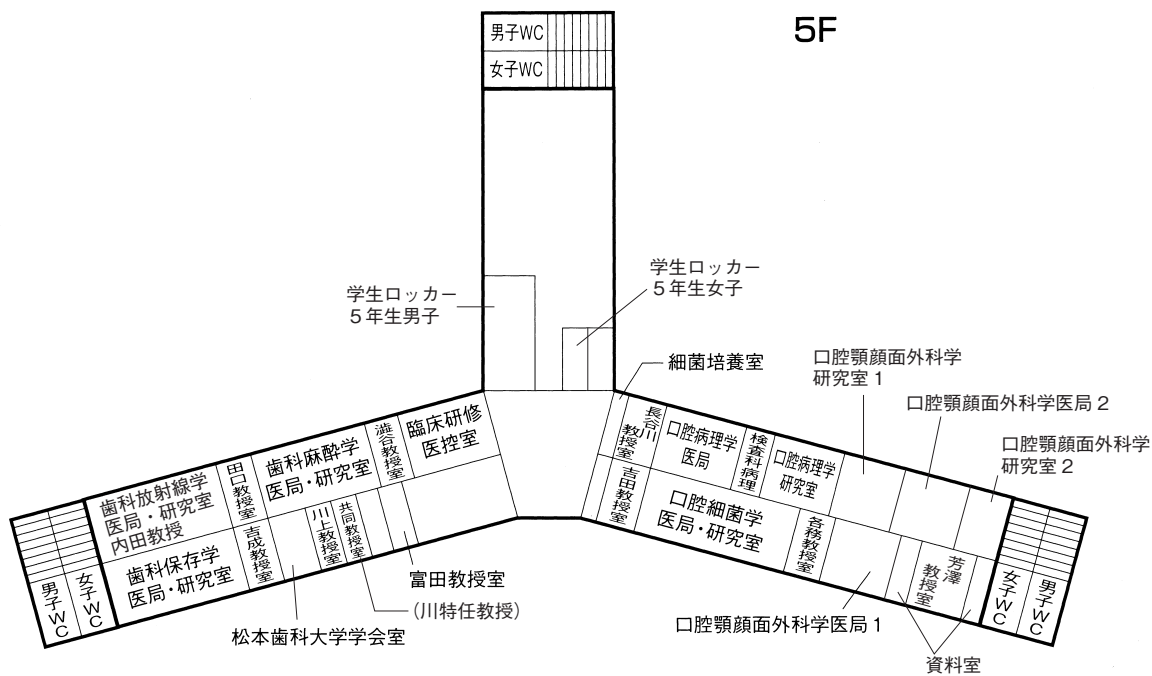 5F
男子WC
女子WC
学生ロッカー
５年生男子
学生ロッカー
５年生女子
細菌培養室
口腔顎顔面外科学
研究室１
口腔顎顔面外科学医局２
口腔顎顔面外科学
研究室２
歯科放射線学
医局・研究室
内田教授
田口教授室
歯科麻酔学
医局・研究室
澁谷教授室
臨床研修
医控室
男子WC
女子WC
歯科保存学
医局・研究室
吉成教授室
川上教授室
共同教授室
富田教授室
(川特任教授)
松本歯科大学学会室
長谷川
教授室
口腔病理学
医局
検査科病理
口腔病理学
研究室
吉田教授室
口腔細菌学
医局・研究室
各務教授室
芳澤
教授室
女子WC
男子WC
口腔顎顔面外科学医局１
資料室